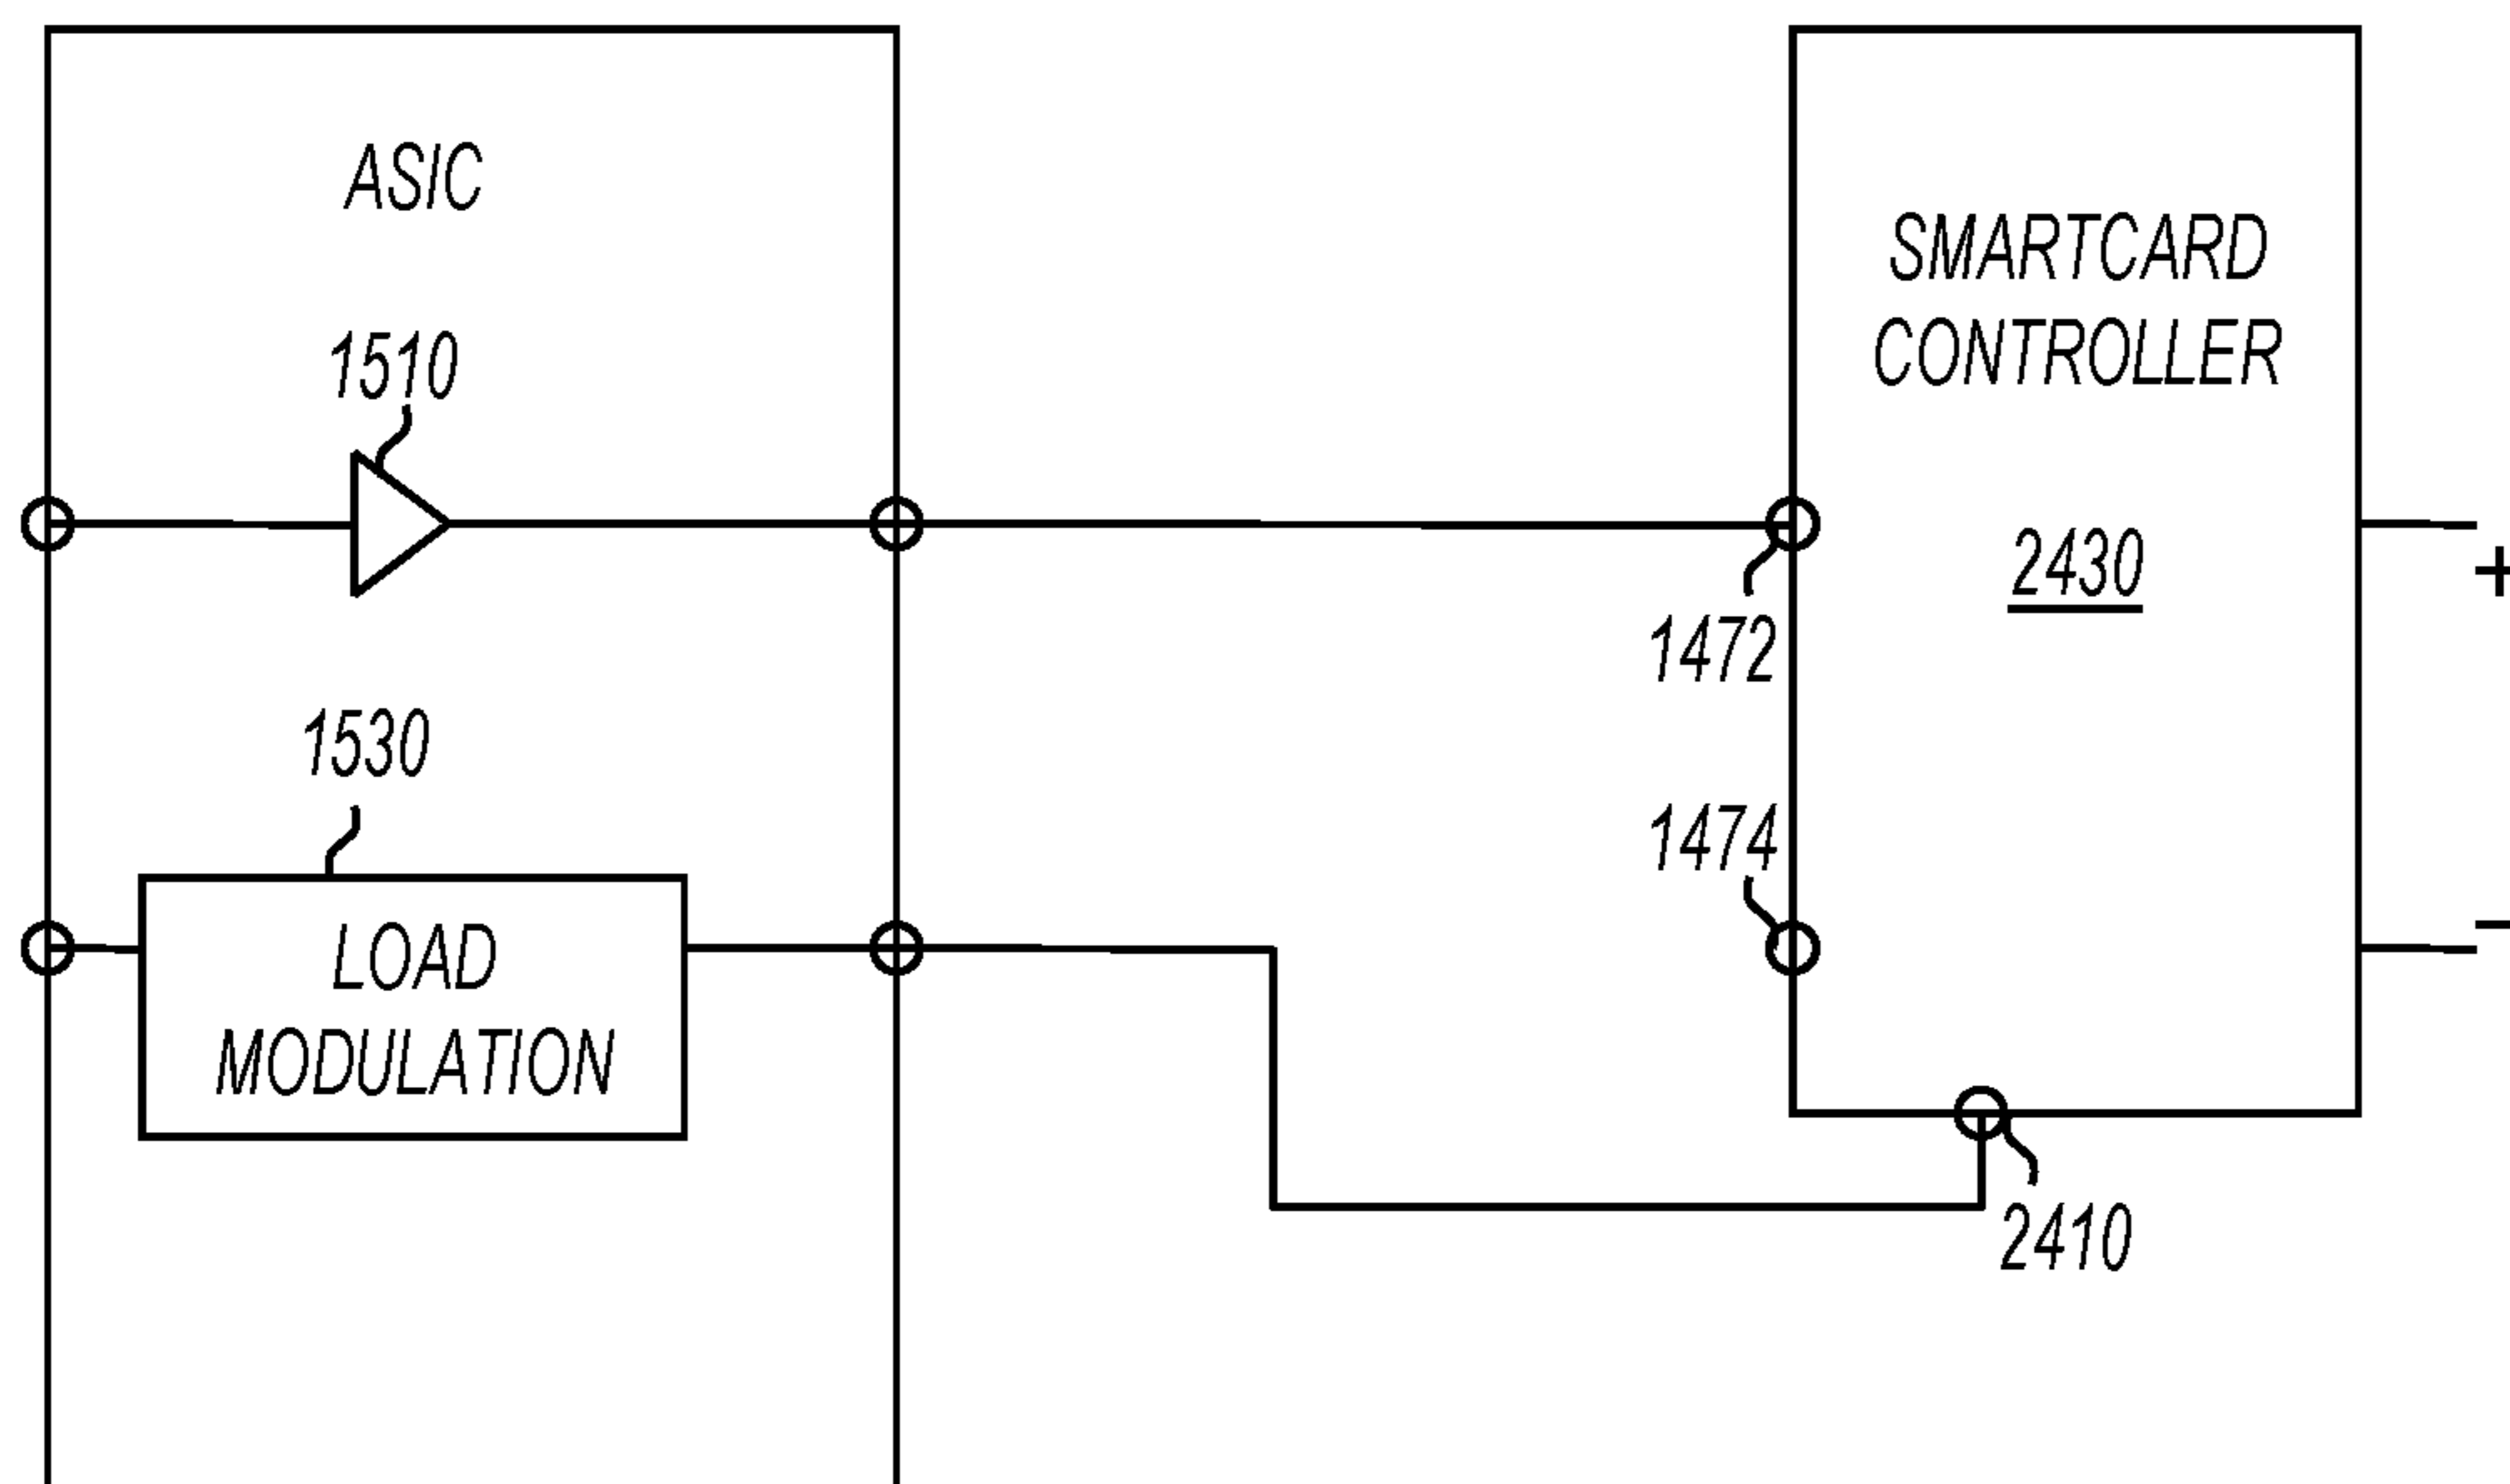 ASIC
SMARTCARD
CONTROLLER
1510
2430
+
1472
1530
1474
-
LOAD
MODULATION
2410